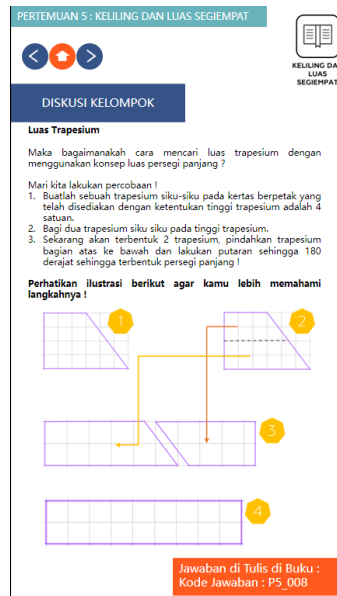 PERTEMUAN 5 : KELILING DAN LUAS SEGIEMPAT
KELILING DA
LUAS
SEGIEMPAT
DISKUSI KELOMPOK
Luas Trapesium
Maka bagaimanakah cara mencari luas trapesium dengan
menggunakan konsep luas persegi panjang ?
Mari kita lakukan percobaan !
1. Buatlah sebuah trapesium siku-siku pada kertas berpetak yang
telah disediakan dengan ketentukan tinggi trapesium adalah 4
satuan.
2. Bagi dua trapesium siku siku pada tinggi trapesium.
3. Sekarang akan terbentuk 2 trapesium, pindahkan trapesium
bagian atas ke bawah dan lakukan putaran sehingga 180
derajat sehingga terbentuk persegi panjang !
Perhatikan ilustrasi berikut agar kamu lebih memahami
langkahnya !
1
2
3
4
Jawaban di Tulis di Buku :
Kode Jawaban : P5_008